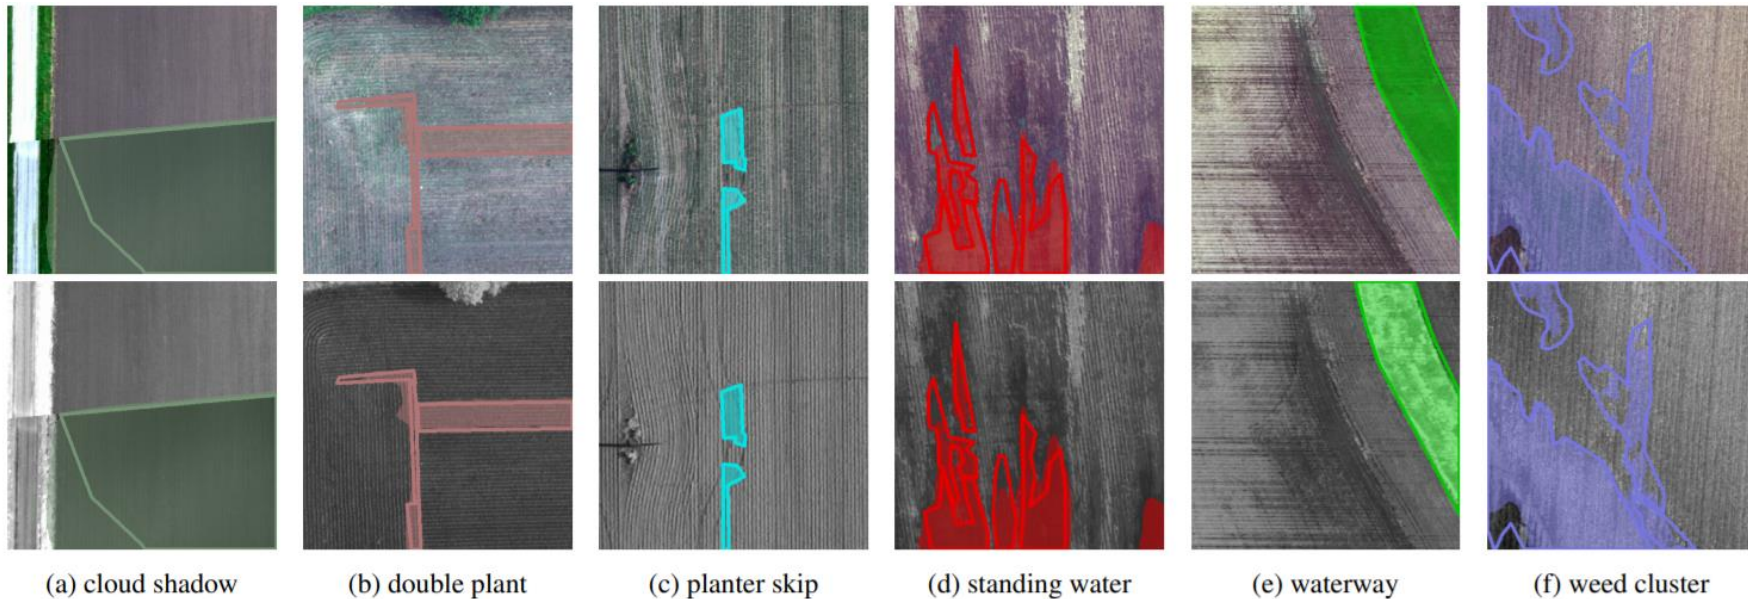 (a) cloud shadow
(b) double plant
(c) planter skip
(d) standing water
(e) waterway
(f) weed cluster